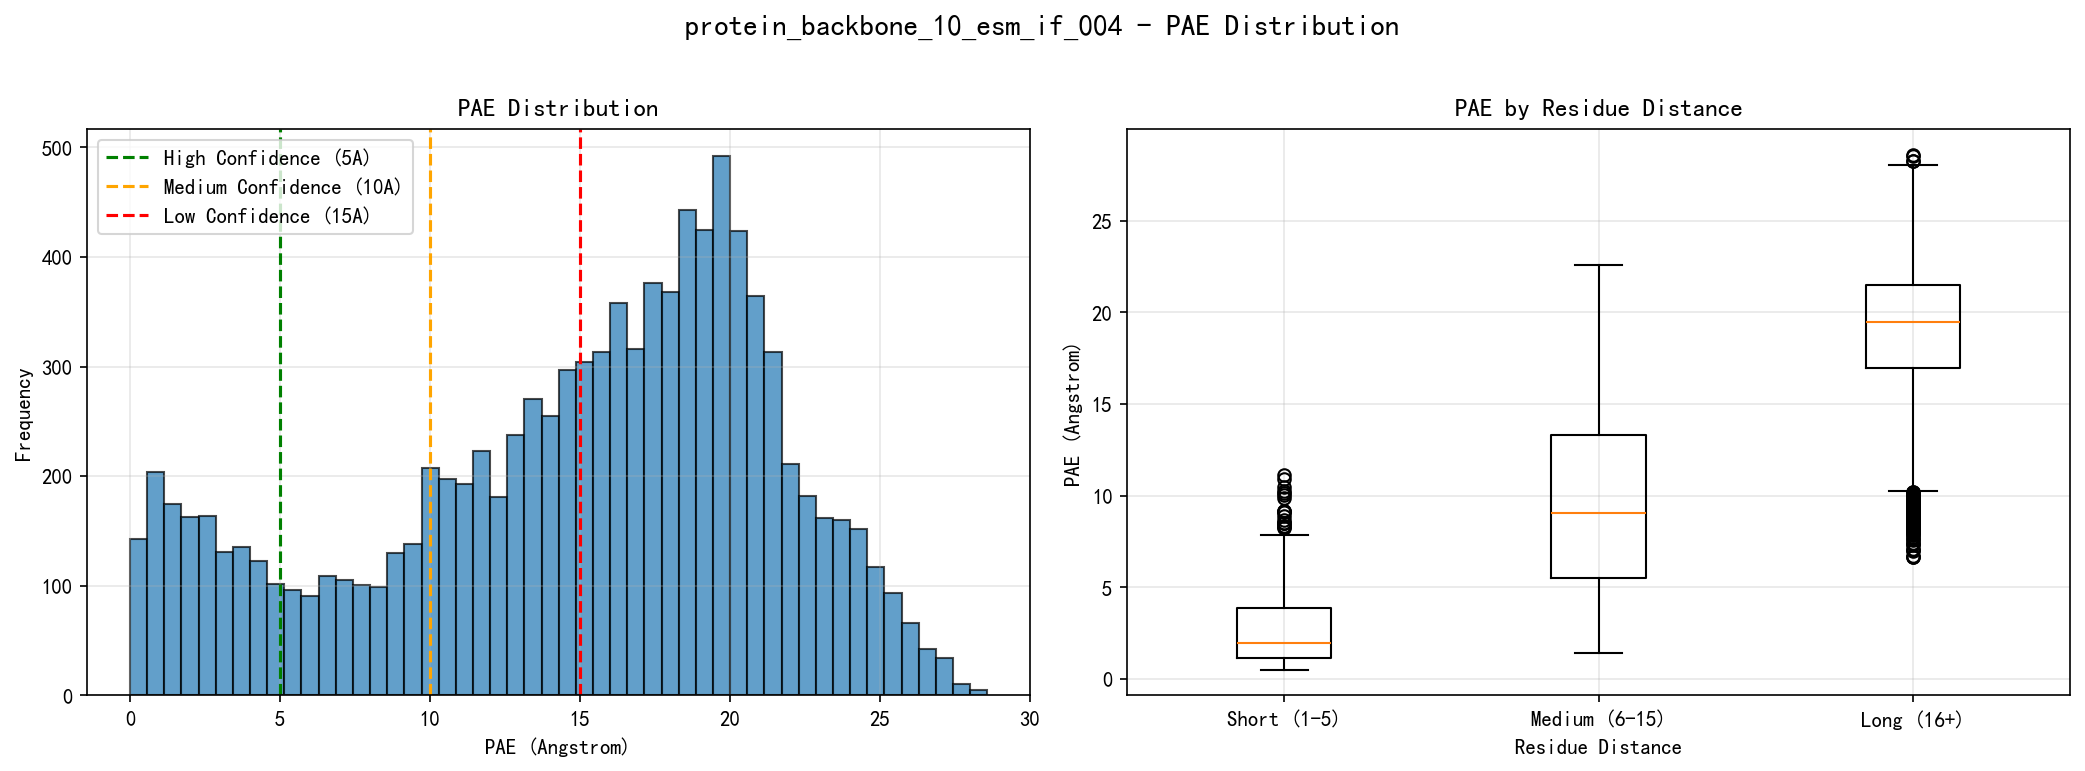 protein_backbone_10_esm_if_004 - PAE Distribution
PAE Distribution
High Confidence (5A)
Medium Confidence (10A)
Low Confidence (15A)
500
400
300
200
100
0
Frequency
0 5 10 15 20 25 30
PAE (Angstrom)
PAE by Residue Distance
25
20
15
10
5
0
PAE (Angstrom)
Short (1-5) Medium (6-15) Long (16+)
Residue Distance